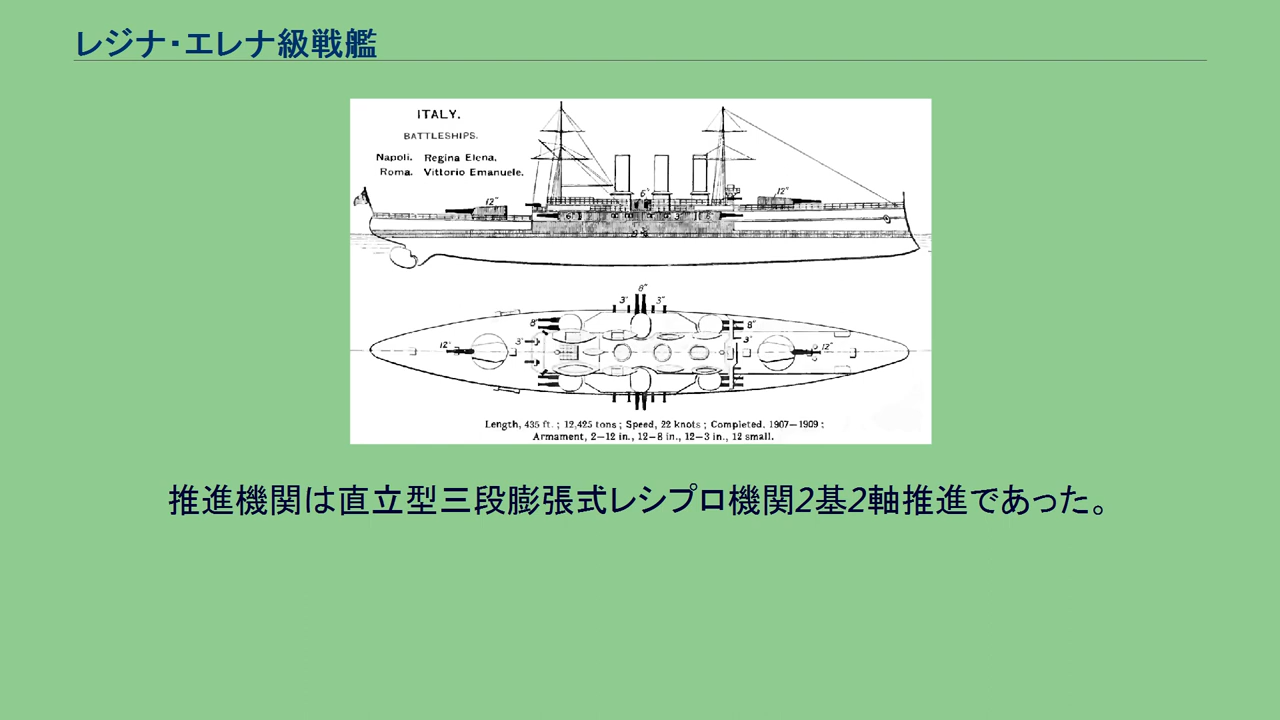 レジナ・エレナ級戦艦
ITALY.
BATTLESHIPS.
Napoli. Regina Elena.
Roma. Vittorio Emanuele.
12"
6"
12"
8"
3" 3"
8" 8"
3" 3"
12" 12"
Length, 435 ft. ; 12,425 tons ; Speed, 22 knots ; Completed, 1907—1909 ;
Armament, 2—12 in., 12—8 in., 12—3 in., 12 small.
推進機関は直立型三段膨張式レシプロ機関2基2軸推進であった。